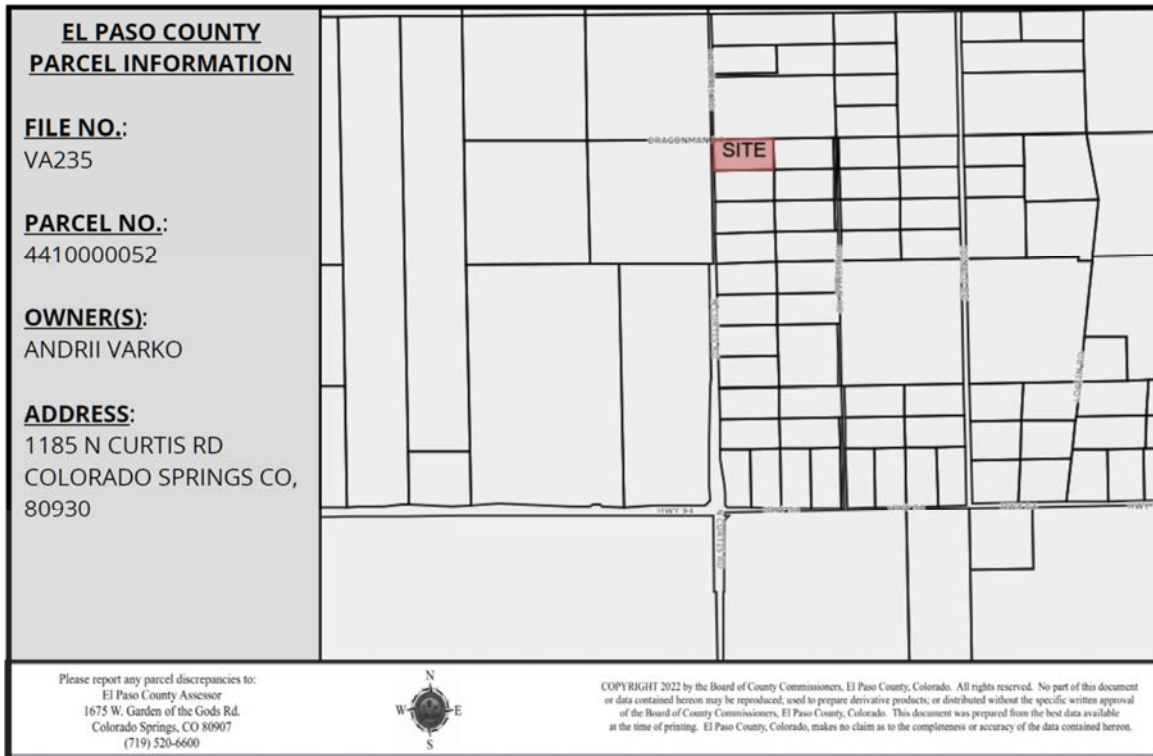 EL PASO COUNTY
PARCEL INFORMATION
FILE NO.:
VA235
PARCEL NO.:
4410000052
OWNER(S):
ANDRII VARKO
ADDRESS:
1185 N CURTIS RD
COLORADO SPRINGS CO,
80930
SITE
N CURTIS RD
HWY 94
N CURTIS RD
Please report any parcel discrepancies to:
El Paso County Assessor
1675 W. Garden of the Gods Rd.
Colorado Springs, CO 80907
(719) 520-6600
N
W
E
S
COPYRIGHT 2022 by the Board of County Commissioners, El Paso County, Colorado. All rights reserved. No part of this document
or data contained hereon may be reproduced; used to prepare derivative products; or distributed without the specific written approval
of the Board of County Commissioners, El Paso County, Colorado. This document was prepared from the best data available
at the time of printing. El Paso County, Colorado, makes no claim as to the completeness or accuracy of the data contained hereon.